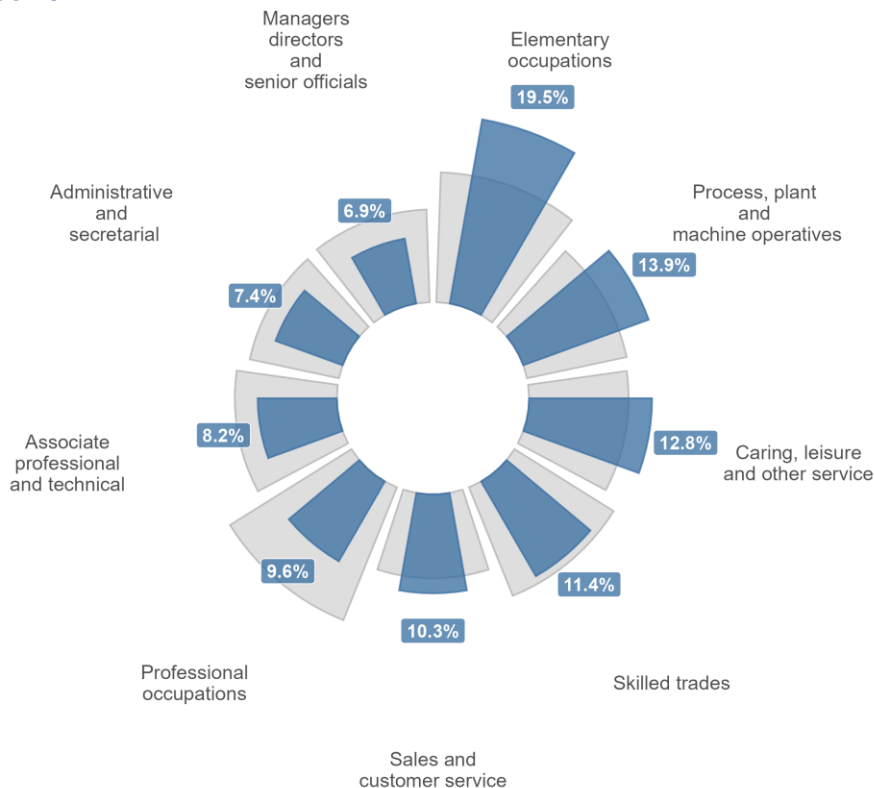 Managers
directors
and
senior officials
Elementary
occupations
19.5%
Administrative
and
secretarial
6.9%
Process, plant
and
machine operatives
13.9%
7.4%
Associate
professional
and technical
8.2%
12.8%
Caring, leisure
and other service
9.6%
11.4%
10.3%
Professional
occupations
Skilled trades
Sales and
customer service